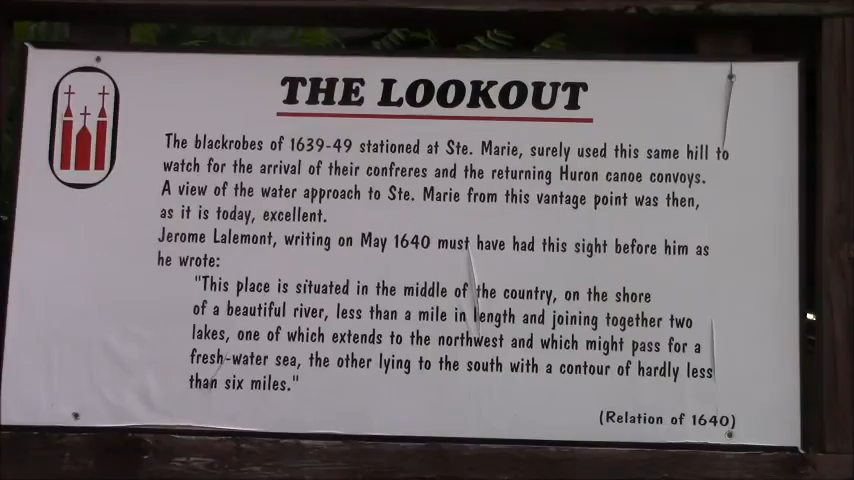 THE LOOKOUT
The blackrobes of 1639-49 stationed at Ste. Marie, surely used this same hill to
watch for the arrival of their confreres and the returning Huron canoe convoys.
A view of the water approach to Ste. Marie from this vantage point was then,
as it is today, excellent.
Jerome Lalemont, writing on May 1640 must have had this sight before him as
he wrote:
"This place is situated in the middle of the country, on the shore
of a beautiful river, less than a mile in length and joining together two
lakes, one of which extends to the northwest and which might pass for a
fresh-water sea, the other lying to the south with a contour of hardly less
than six miles."
(Relation of 1640)